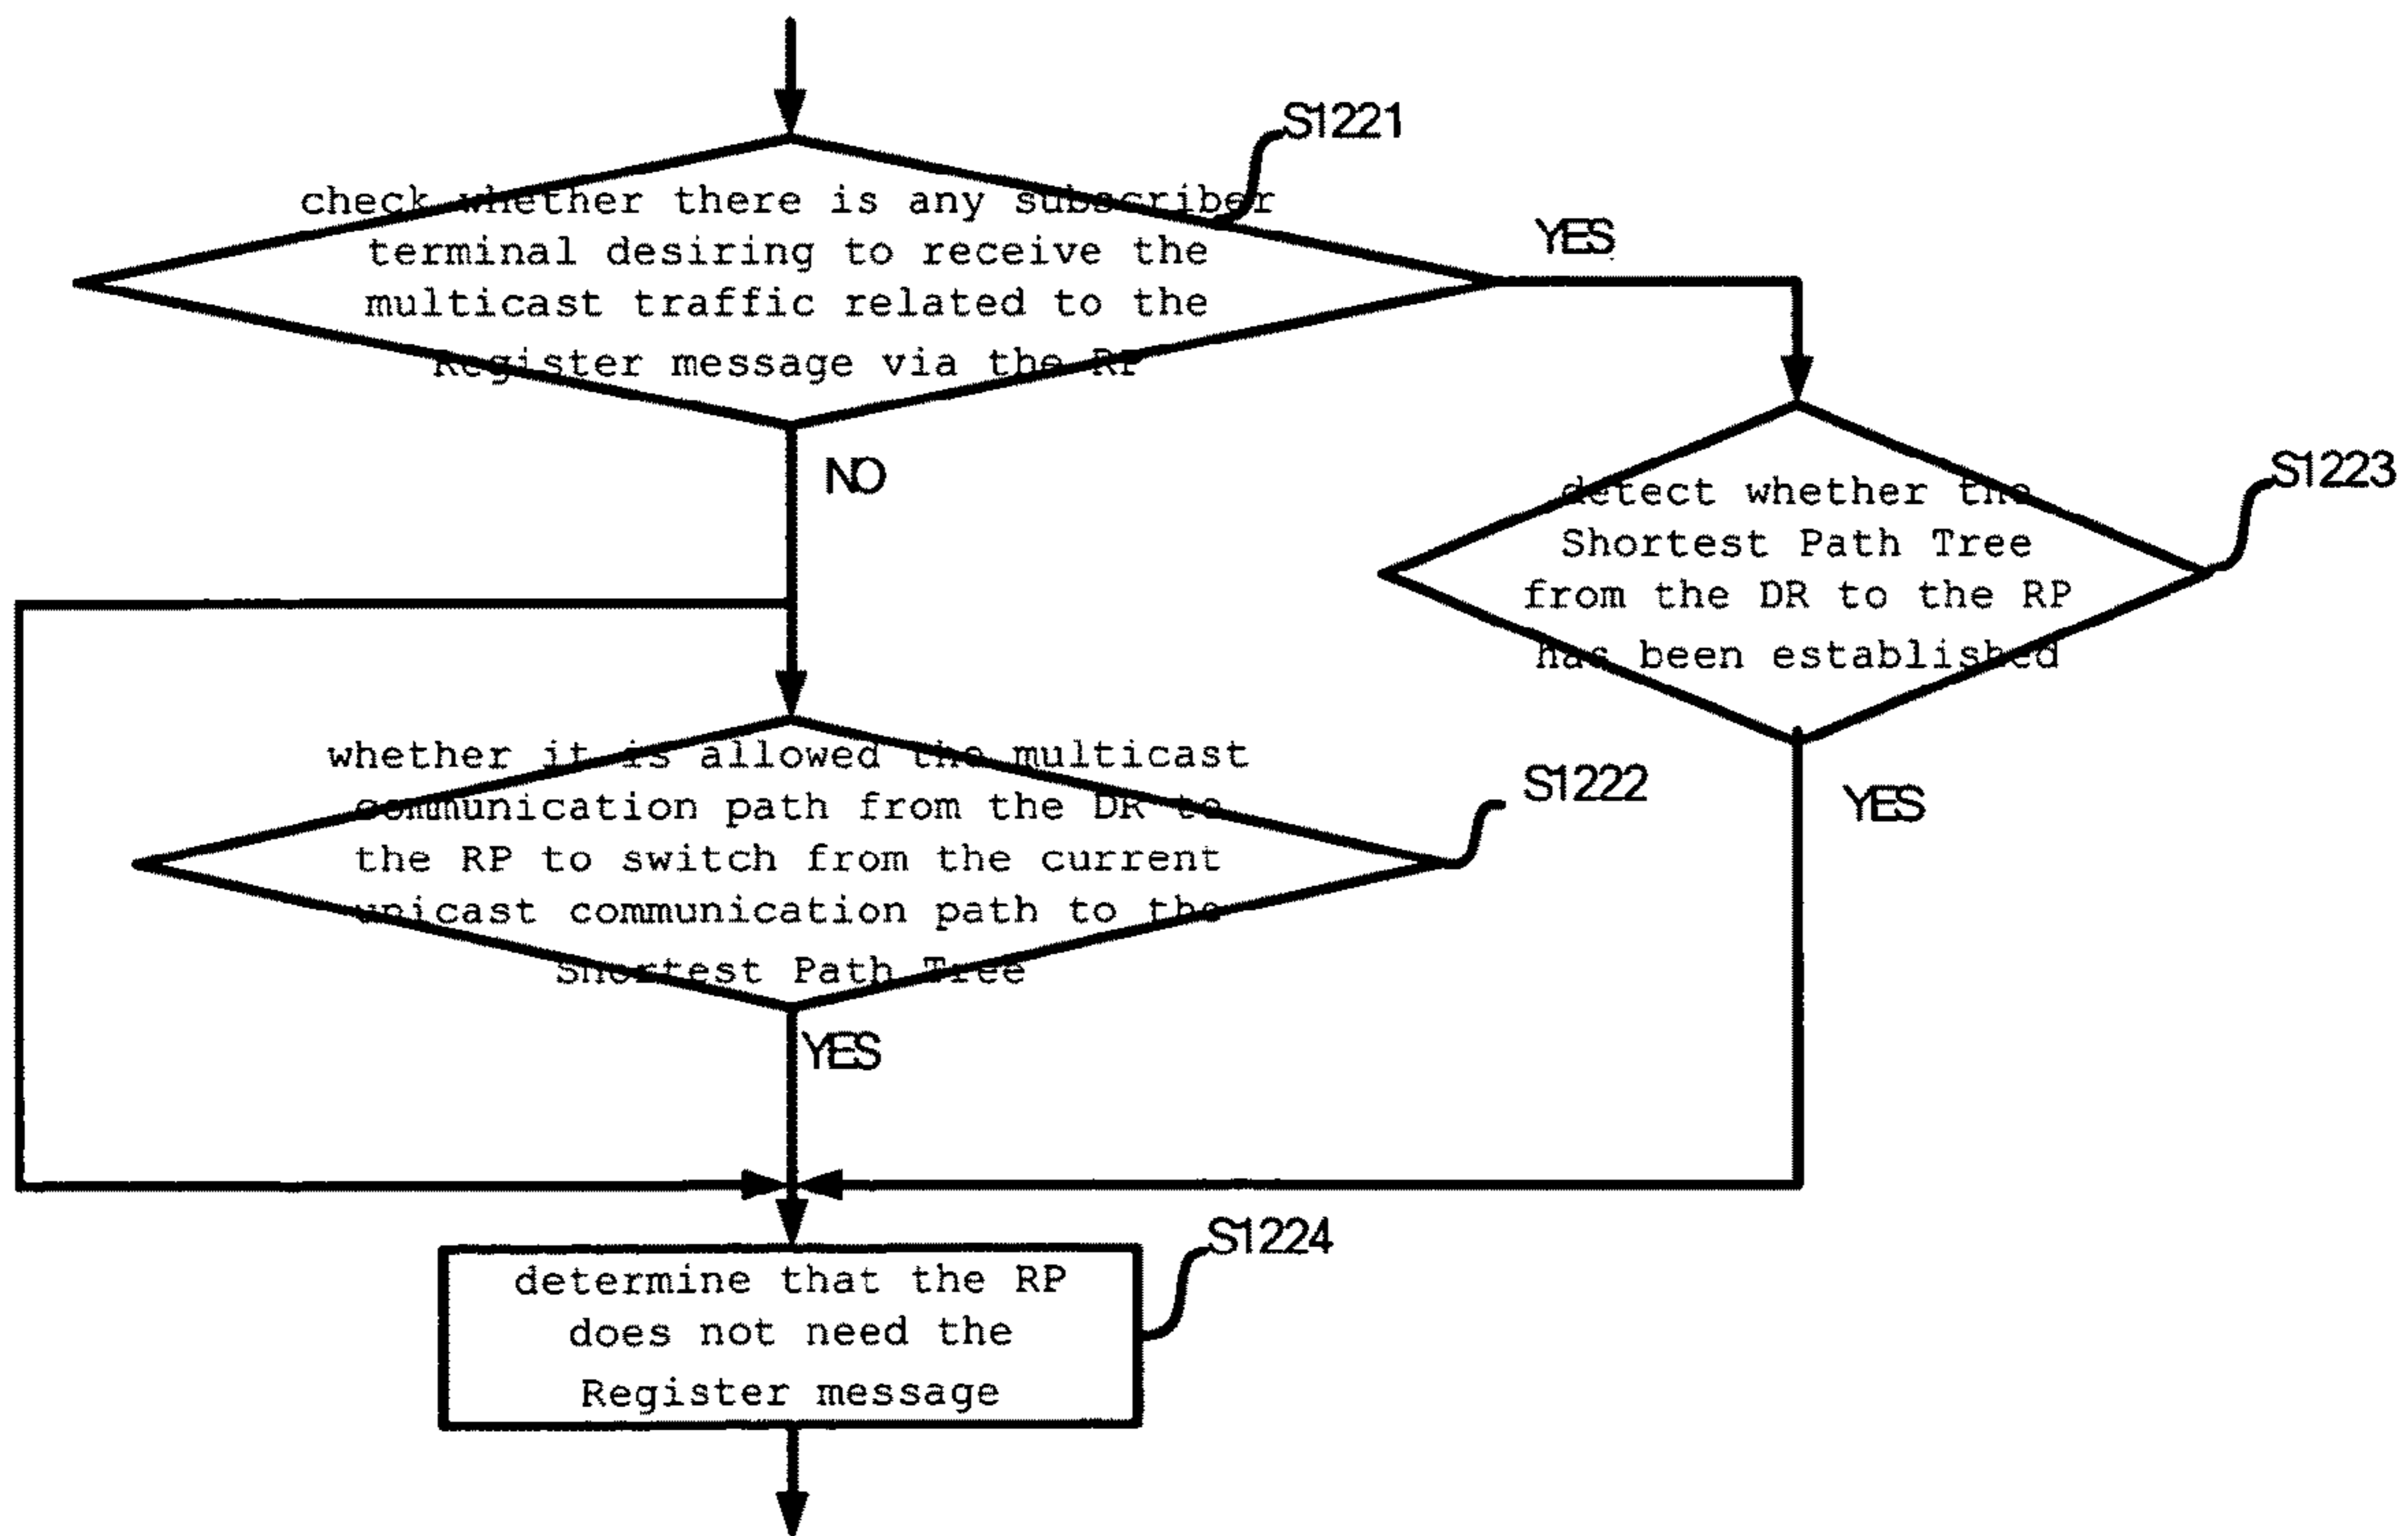 S1221
check whether there is any subscriber
terminal desiring to receive the
multicast traffic related to the
Register message via the RP
YES
NO
S1223
detect whether the
Shortest Path Tree
from the DR to the RP
has been established
whether it is allowed the multicast
communication path from the DR to
the RP to switch from the current
unicast communication path to the
Shortest Path Tree
S1222
YES
YES
S1224
determine that the RP
does not need the
Register message